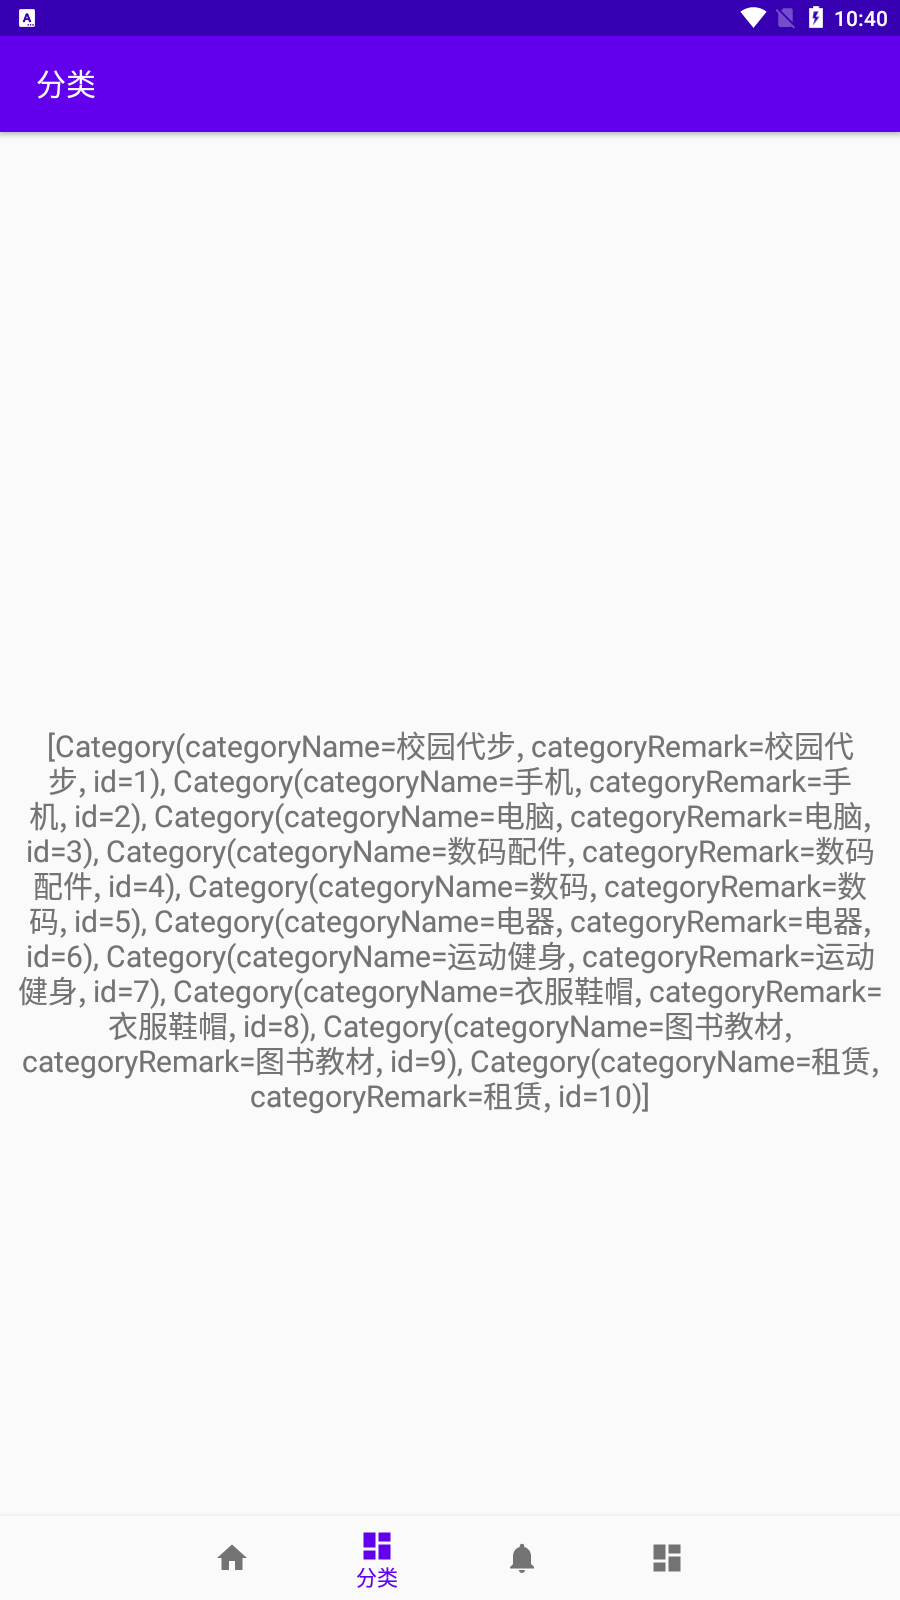 10:40
分类
[Category(categoryName=校园代步, categoryRemark=校园代
步, id=1), Category(categoryName=手机, categoryRemark=手
机, id=2), Category(categoryName=电脑, categoryRemark=电脑,
id=3), Category(categoryName=数码配件, categoryRemark=数码
配件, id=4), Category(categoryName=数码, categoryRemark=数
码, id=5), Category(categoryName=电器, categoryRemark=电器,
id=6), Category(categoryName=运动健身, categoryRemark=运动
健身, id=7), Category(categoryName=衣服鞋帽, categoryRemark=
衣服鞋帽, id=8), Category(categoryName=图书教材,
categoryRemark=图书教材, id=9), Category(categoryName=租赁,
categoryRemark=租赁, id=10)]
分类